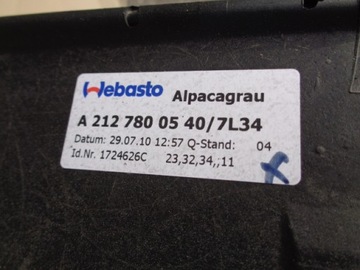 Webasto Alpacagrau
A 212 780 05 40/7L34
Datum: 29.07.10 12:57 Q-Stand: 04
Id.Nr. 1724626C 23,32,34,,11